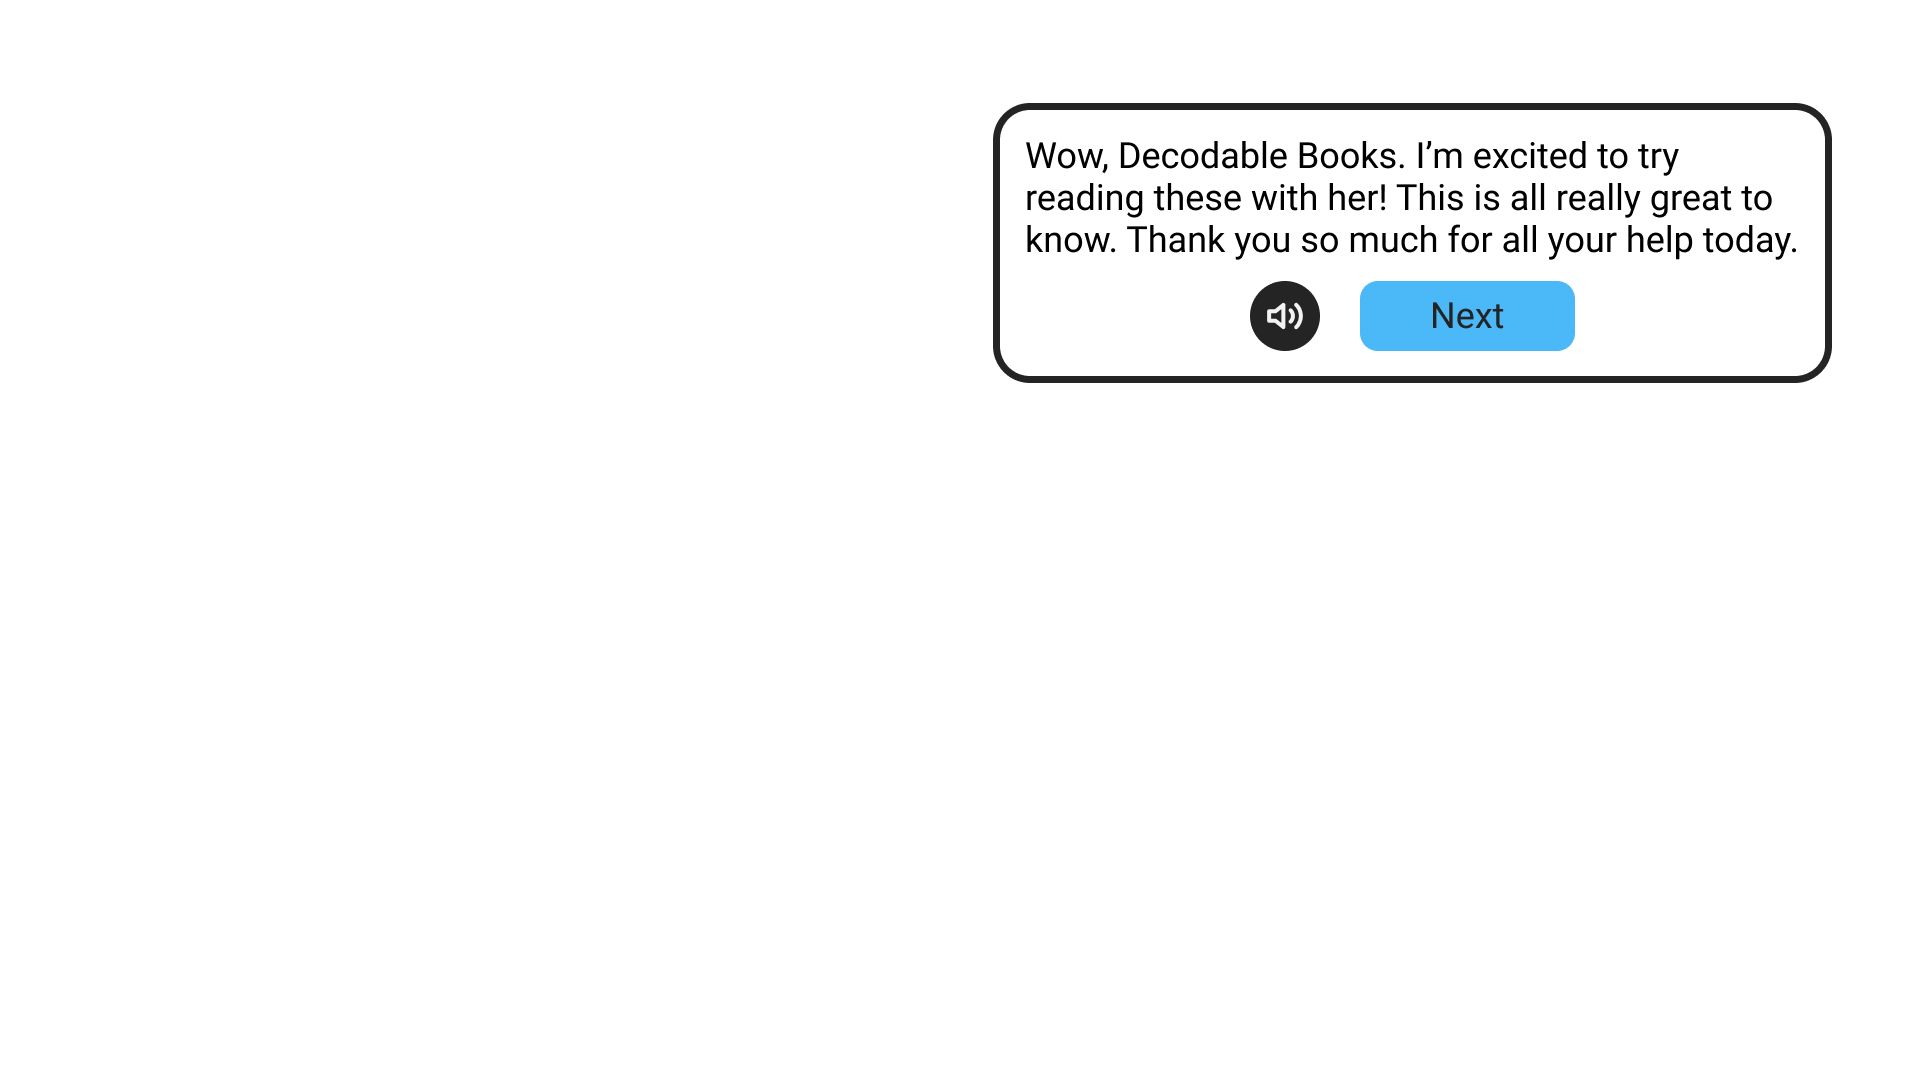 Wow, Decodable Books. I’m excited to try
reading these with her! This is all really great to
know. Thank you so much for all your help today.
Next